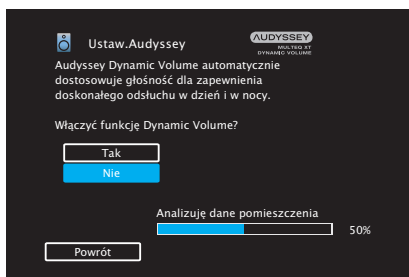 Ustaw.Audyssey
AUDYSSEY
MULTEQ XT
DYNAMIC VOLUME
Audyssey Dynamic Volume automatycznie
dostosowuje głośność dla zapewnienia
doskonałego odsłuchu w dzień i w nocy.
Włączyć funkcję Dynamic Volume?
Tak
Nie
Analizuję dane pomieszczenia
50%
Powrót